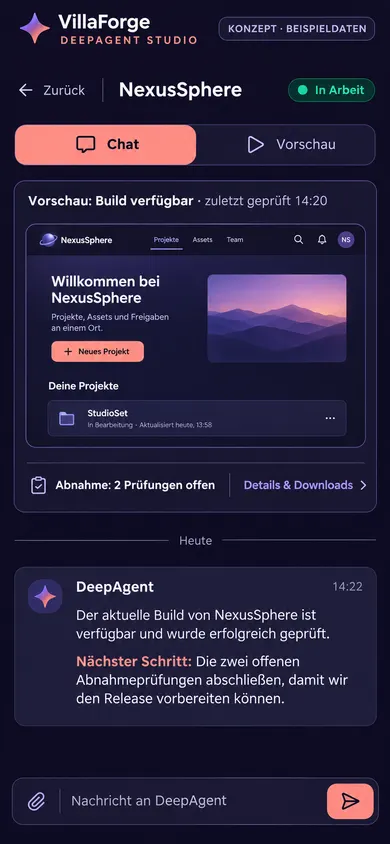 VillaForge
DEEPAGENT STUDIO
KONZEPT · BEISPIELDATEN
Zurück
NexusSphere
In Arbeit
Chat
Vorschau
Vorschau: Build verfügbar · zuletzt geprüft 14:20
NexusSphere
Projekte
Assets
Team
NS
Willkommen bei
NexusSphere
Projekte, Assets und Freigaben
an einem Ort.
+ Neues Projekt
Deine Projekte
StudioSet
In Bearbeitung · Aktualisiert heute, 13:58
Abnahme: 2 Prüfungen offen
Details & Downloads
Heute
DeepAgent
14:22
Der aktuelle Build von NexusSphere ist
verfügbar und wurde erfolgreich geprüft.
Nächster Schritt: Die zwei offenen
Abnahmeprüfungen abschließen, damit wir
den Release vorbereiten können.
Nachricht an DeepAgent